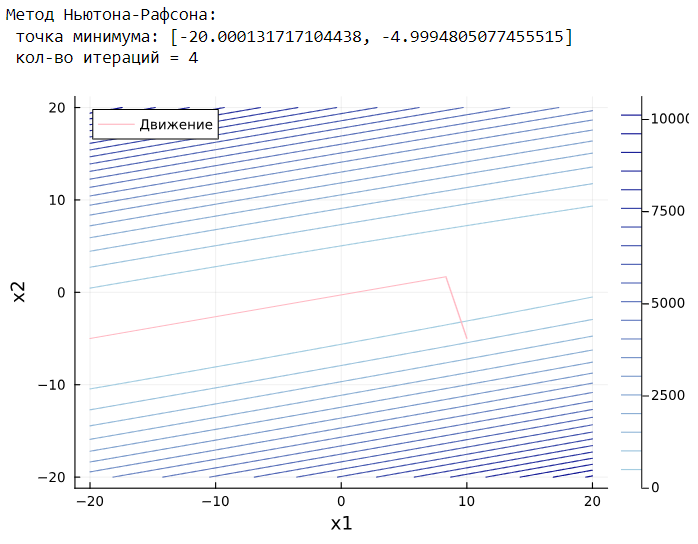 Метод Ньютона-Рафсона:
точка минимума: [-20.000131717104438, -4.9994805077455515]
кол-во итераций = 4
Движение
20
10
0
−10
−20
x2
−20
−10
0
10
20
x1
10000
7500
5000
2500
0